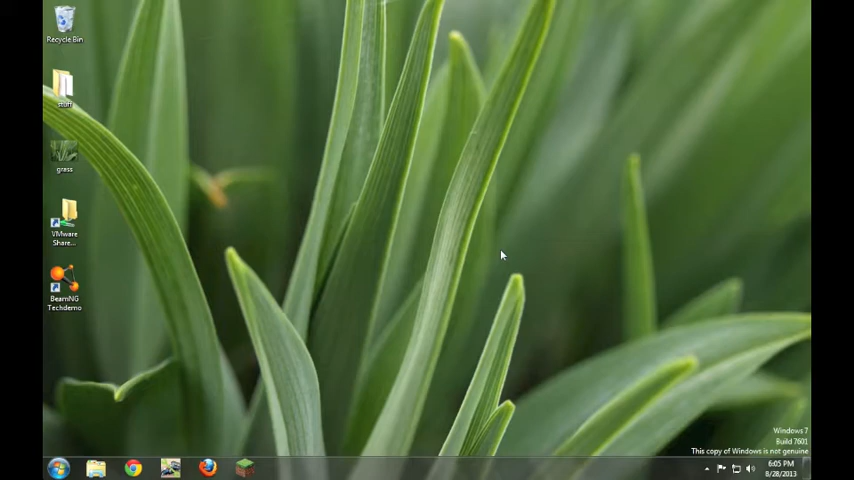 Recycle Bin
stuff
grass
VMware
Share...
BeamNG
Techdemo
Windows 7
Build 7601
This copy of Windows is not genuine
6:05 PM
8/28/2013